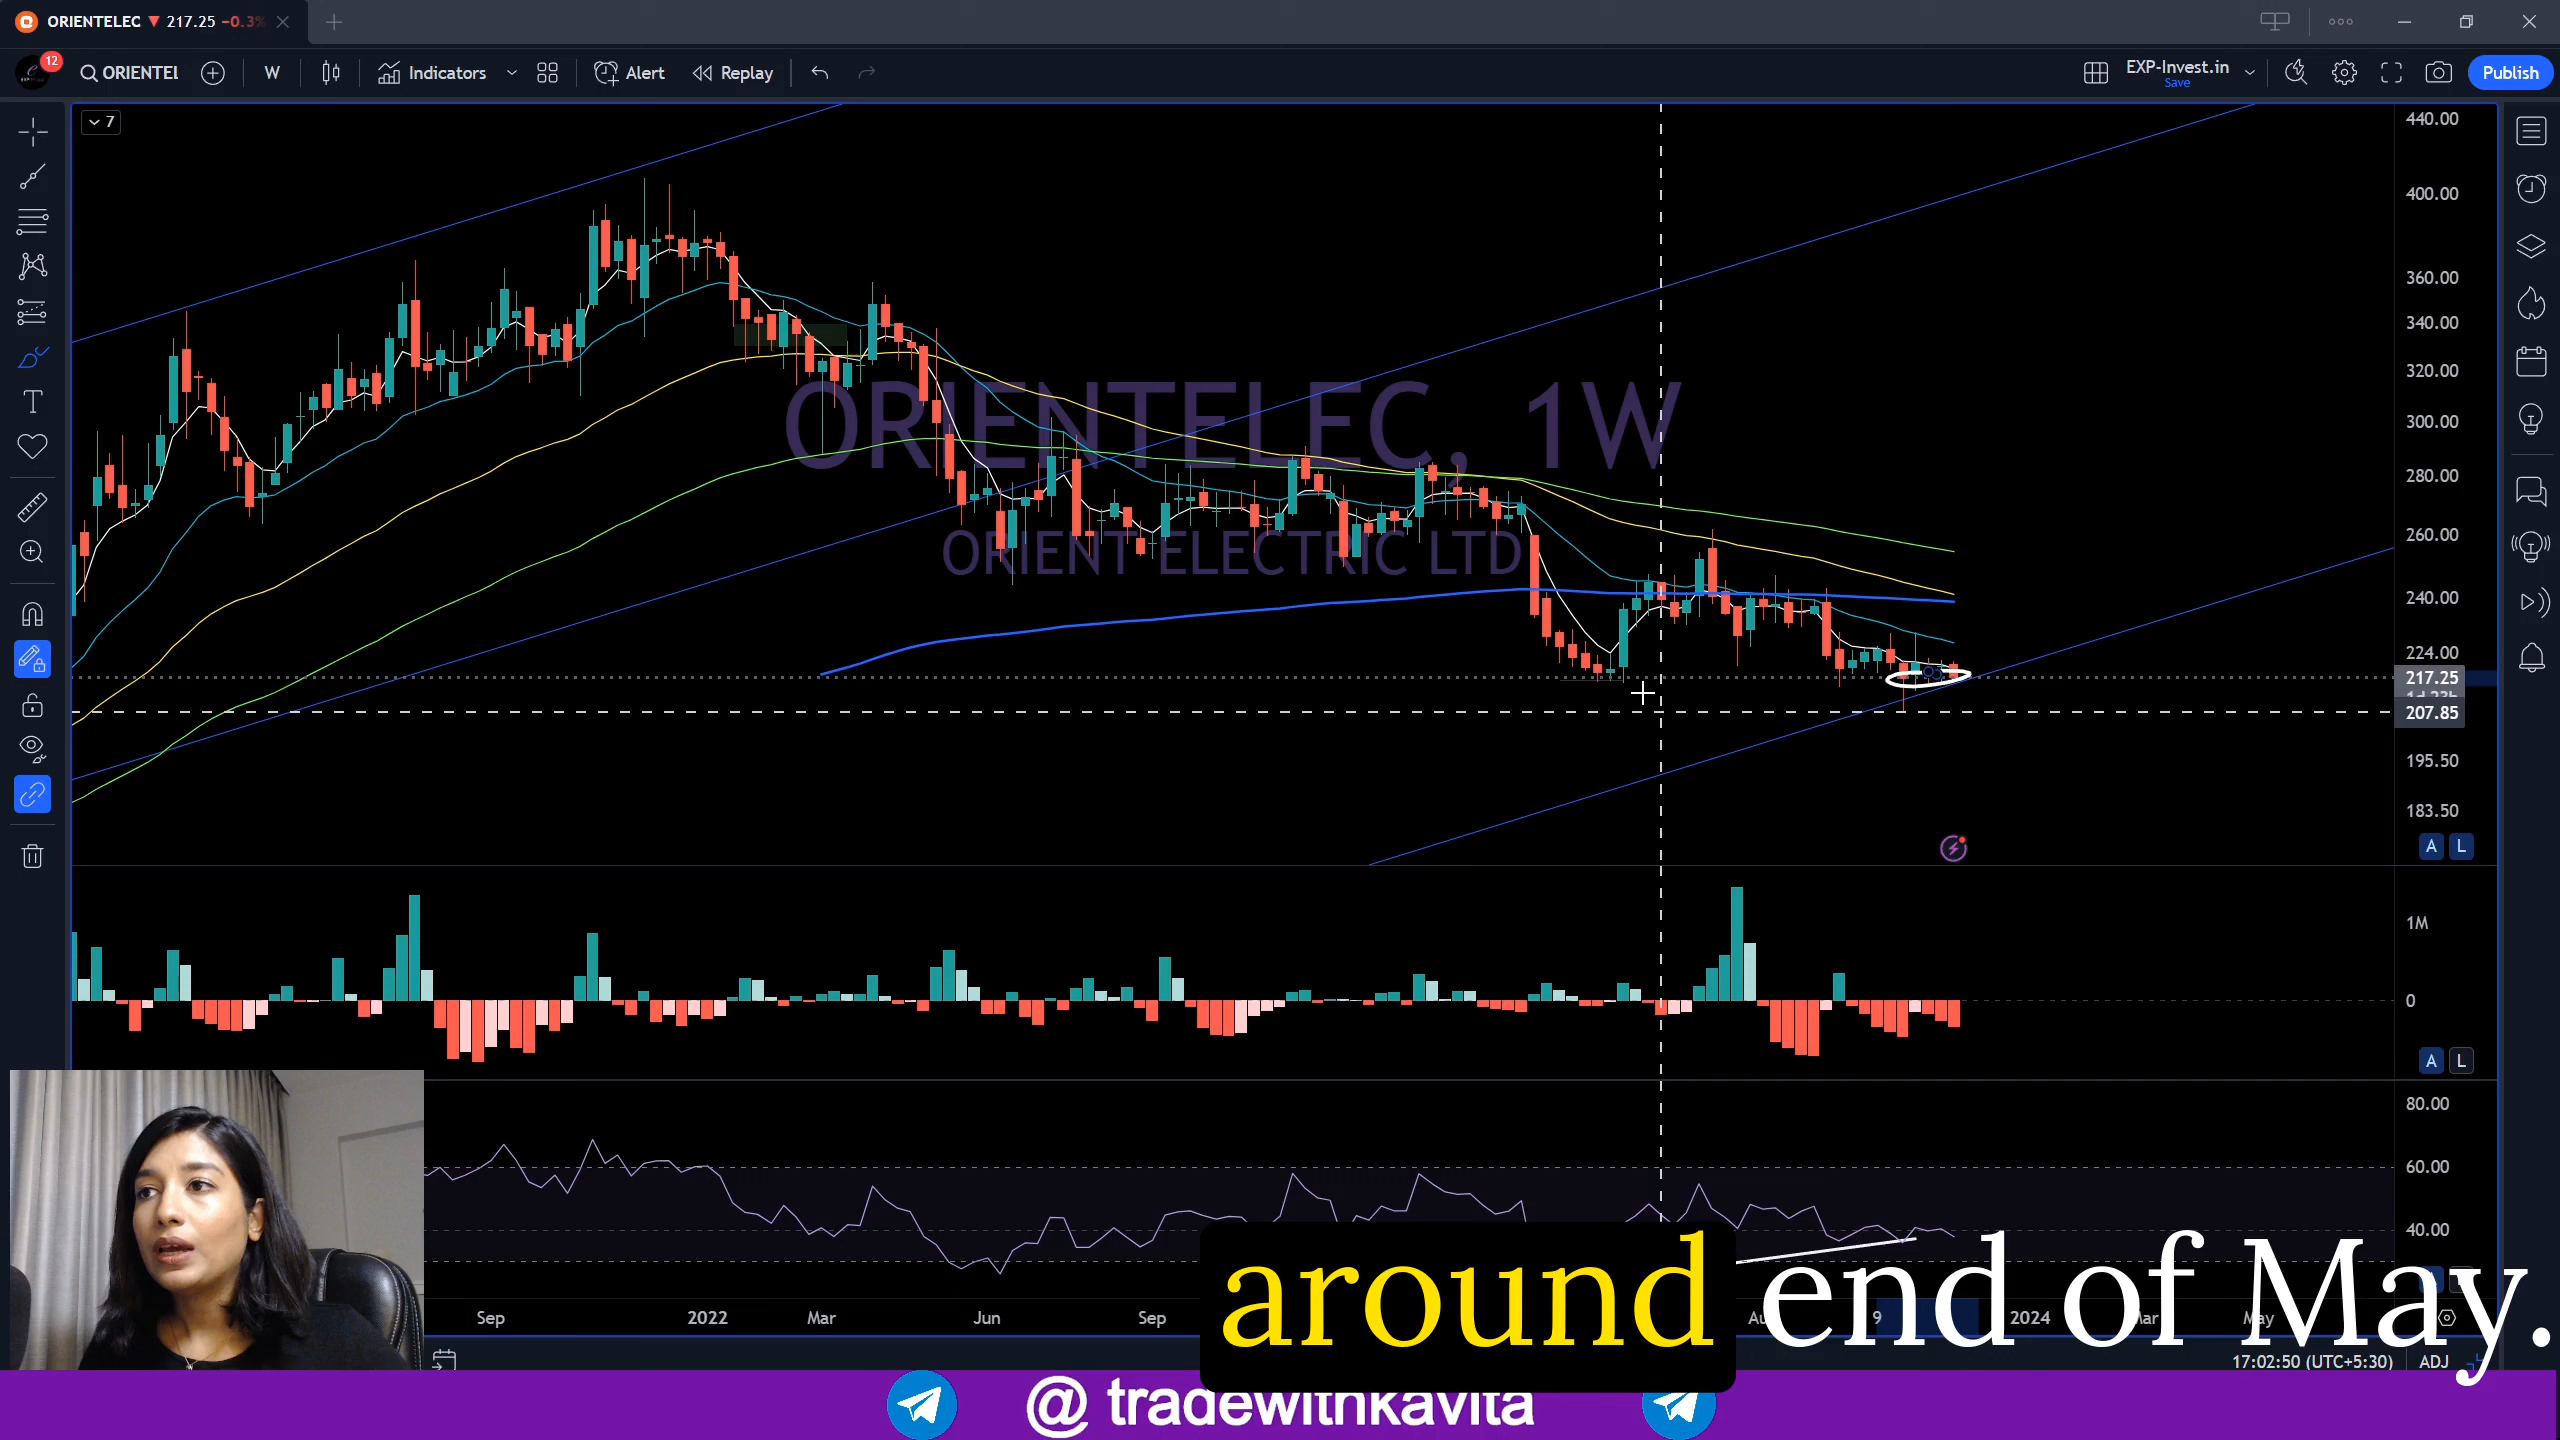 ORIENTELEC ▼ 217.25 −0.3%
12
ORIENTEL
W
Indicators
Alert
Replay
EXP-Invest.in
Save
Publish
7
440.00
400.00
360.00
340.00
320.00
300.00
280.00
260.00
240.00
224.00
217.25
207.85
195.50
183.50
ORIENTELEC, 1W
ORIENT ELECTRIC LTD
A L
1M
0
A L
80.00
60.00
40.00
Sep
2022
Mar
Jun
Sep
2024
May
around end of May.
17:02:50 (UTC+5:30)
ADJ
@ tradewithkavita